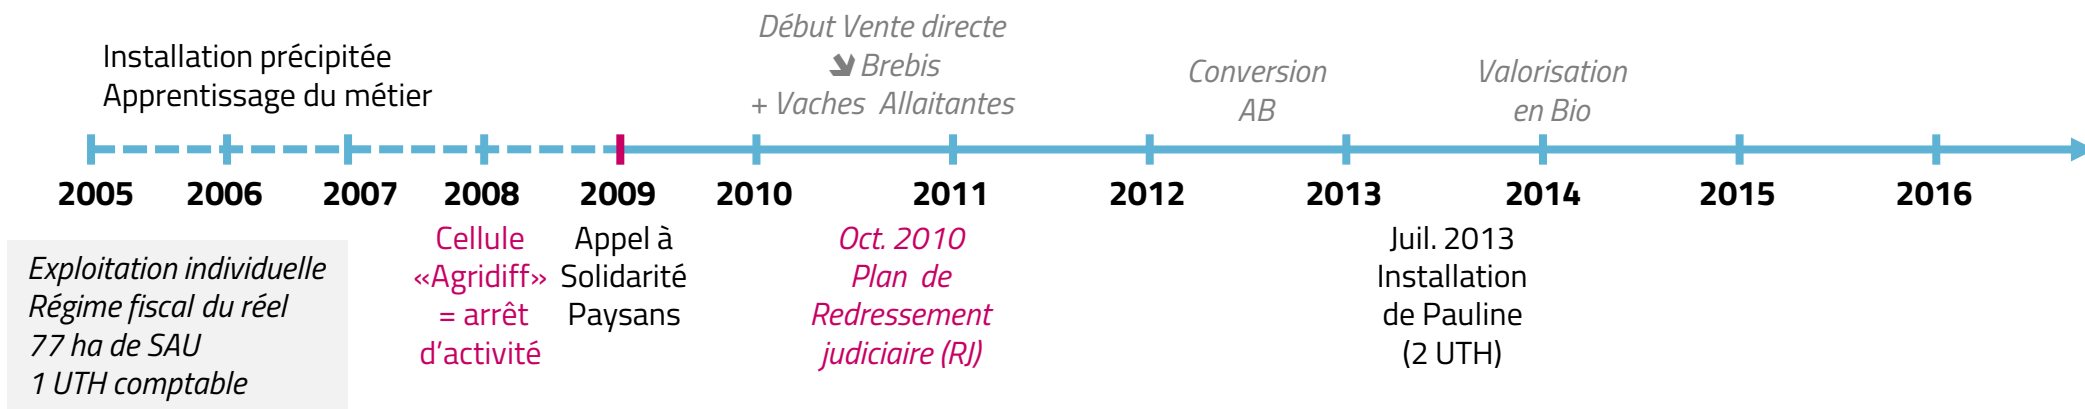 Installation précipitée
Apprentissage du métier
Début Vente directe
➘ Brebis
+ Vaches Allaitantes
Conversion
AB
Valorisation
en Bio
2005 2006 2007 2008 2009 2010 2011 2012 2013 2014 2015 2016
Exploitation individuelle
Régime fiscal du réel
77 ha de SAU
1 UTH comptable
Cellule
«Agridiff»
= arrêt
d’activité
Appel à
Solidarité
Paysans
Oct. 2010
Plan de
Redressement
judiciaire (RJ)
Juil. 2013
Installation
de Pauline
(2 UTH)